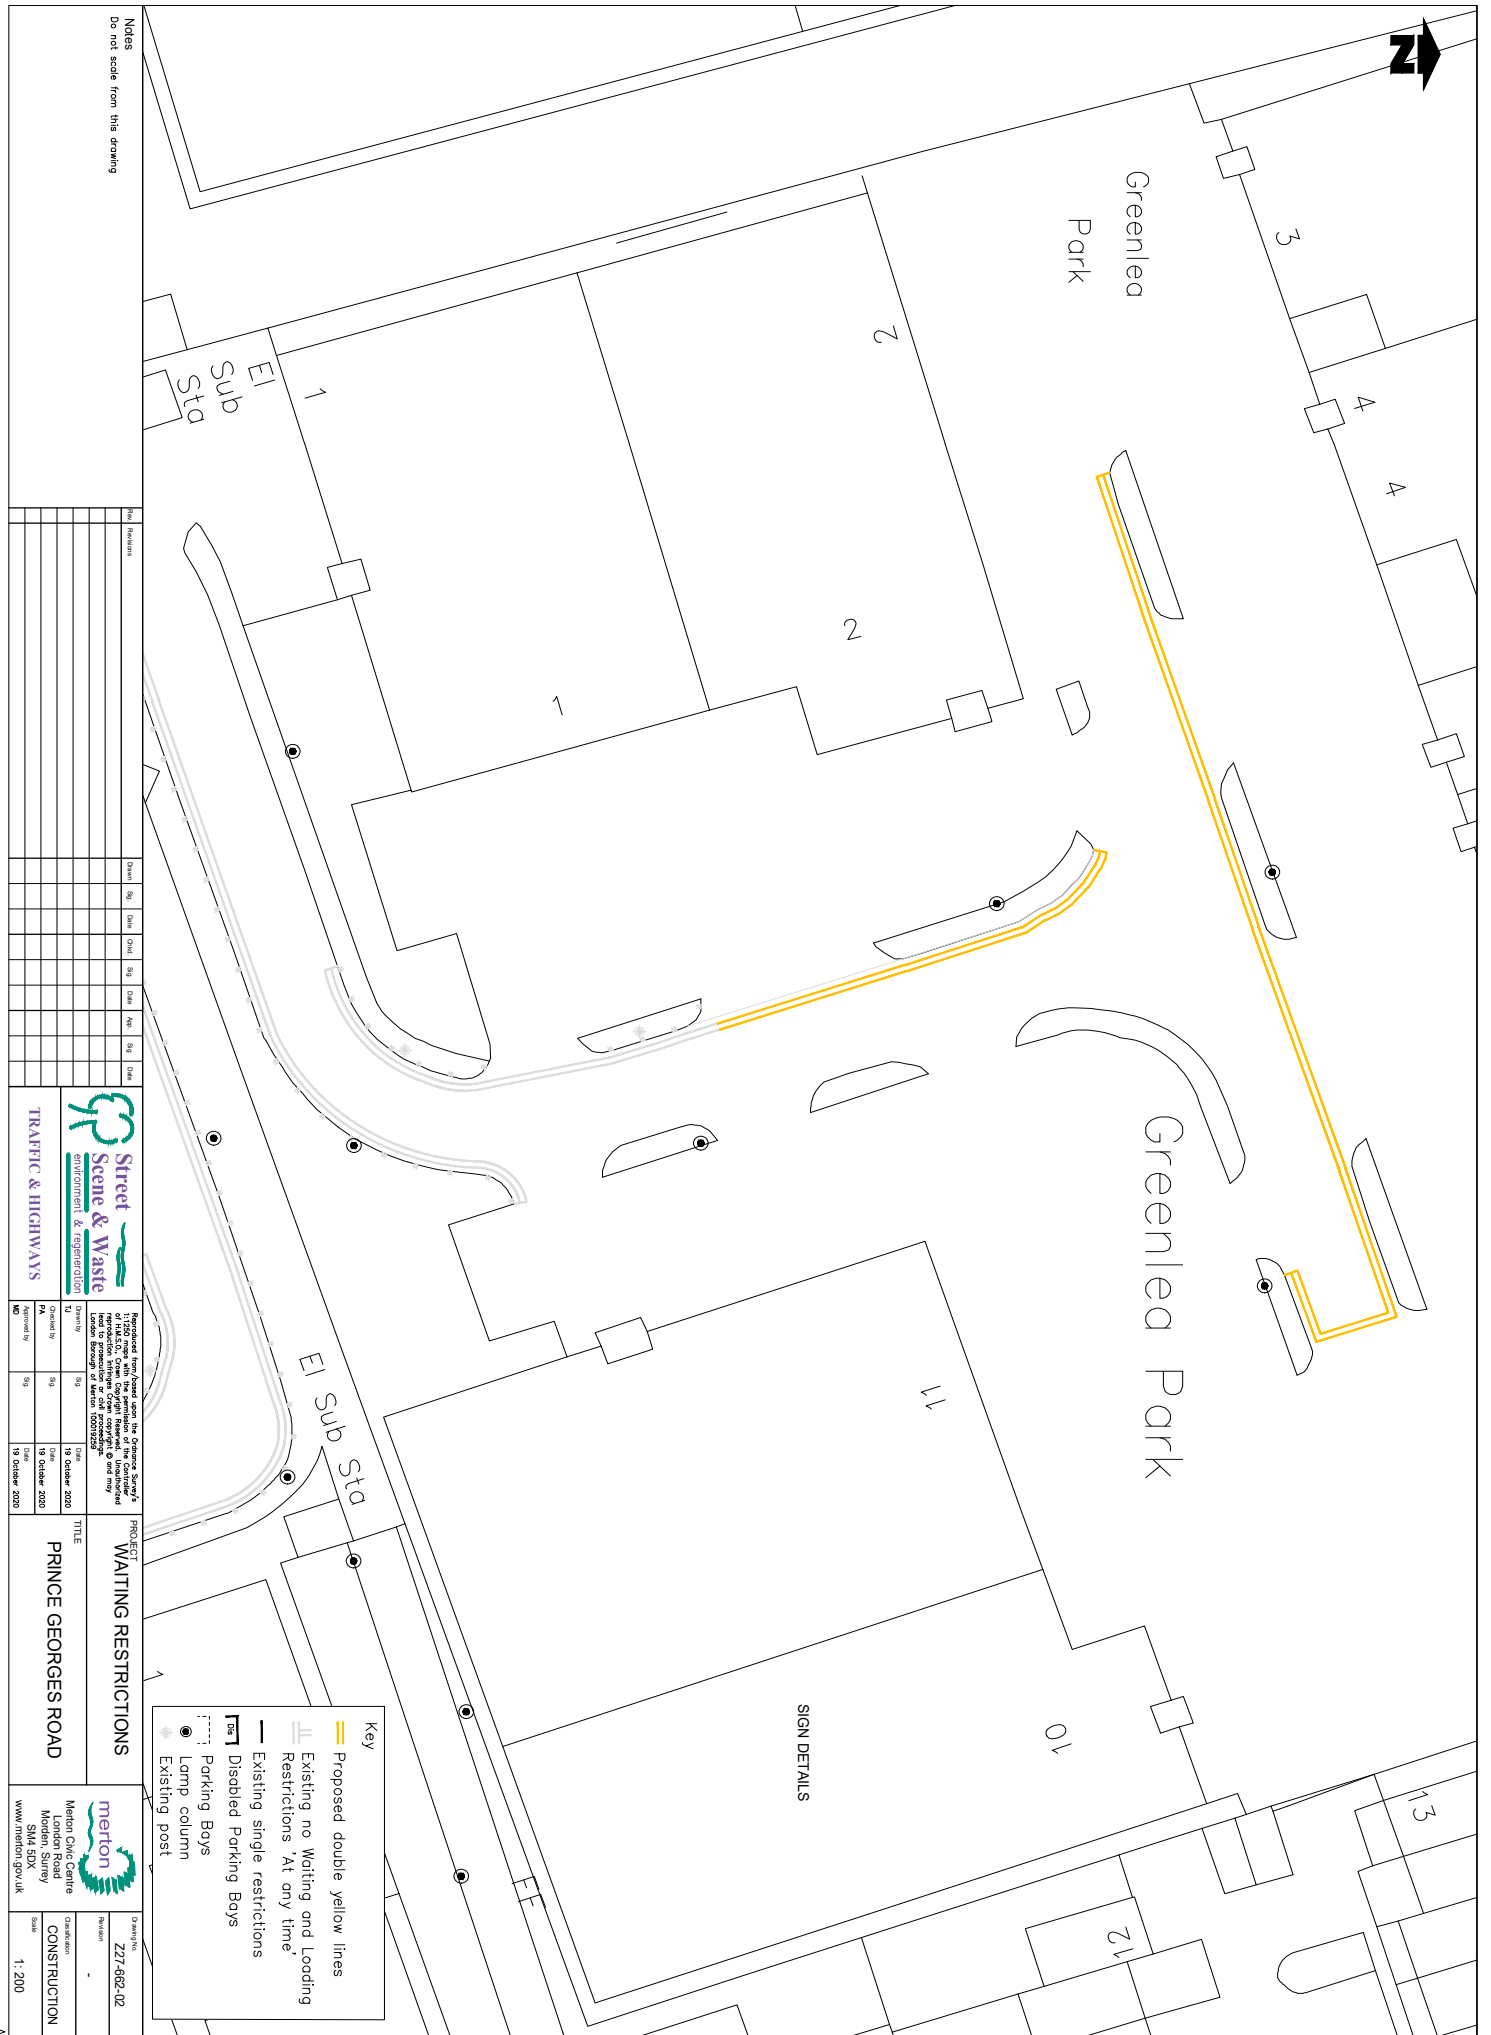 N
Greenlea
Park
3
4
4
2
2
1
1
El
Sub
Sta
Greenlea Park
11
10
13
12
El Sub Sta
1
FF
SIGN DETAILS
Key
Proposed double yellow lines
Existing no Waiting and Loading
Restrictions 'At any time'
Existing single restrictions
Dis
Disabled Parking Bays
Parking Bays
Lamp column
Existing post
Notes
Do not scale from this drawing
Rev. Revisions Drawn Sig. Date Chkd. Sig. Date App. Sig. Date
Street
Scene & Waste
environment & regeneration
TRAFFIC & HIGHWAYS
Reproduced from/based upon the Ordnance Survey's
1:1250 maps with the permission of the Controller
of H.M.S.O., Crown Copyright Reserved. Unauthorized
reproduction infringes Crown copyright © and may
lead to prosecution or civil proceedings.
London Borough of Merton 100019259
Drawn by Sig. Date
TJ 19 October 2020
Checked by Sig. Date
PA 19 October 2020
Approved by Sig. Date
MD 19 October 2020
PROJECT
WAITING RESTRICTIONS
TITLE
PRINCE GEORGES ROAD
merton
Merton Civic Centre
London Road
Morden, Surrey
SM4 5DX
www.merton.gov.uk
Drawing No.
Z27-662-02
Revision
-
Classification
CONSTRUCTION
Scale
1: 200